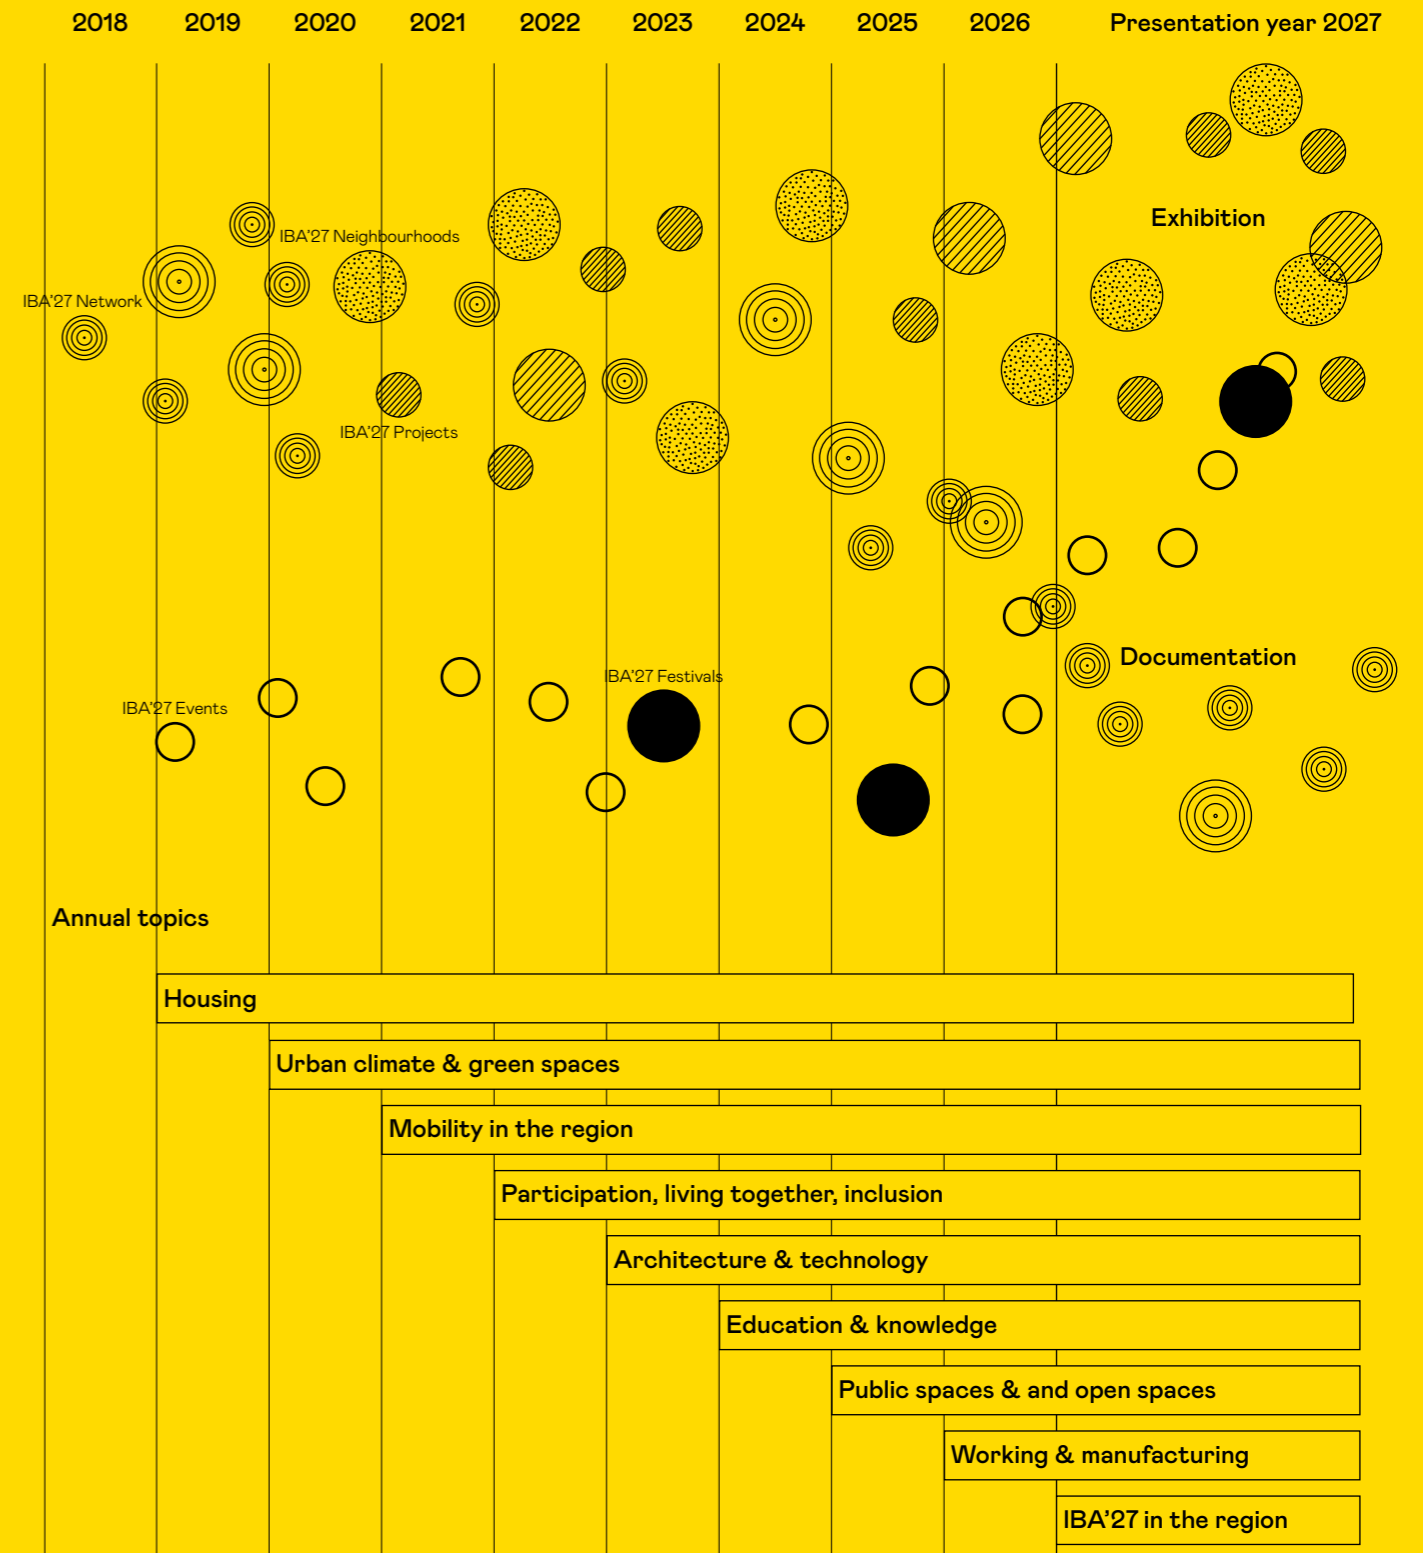 2018 2019 2020 2021 2022 2023 2024 2025 2026 Presentation year 2027
Exhibition
IBA’27 Neighbourhoods
IBA’27 Network
IBA’27 Projects
Documentation
IBA’27 Festivals
IBA’27 Events
Annual topics
Housing
Urban climate & green spaces
Mobility in the region
Participation, living together, inclusion
Architecture & technology
Education & knowledge
Public spaces & and open spaces
Working & manufacturing
IBA’27 in the region